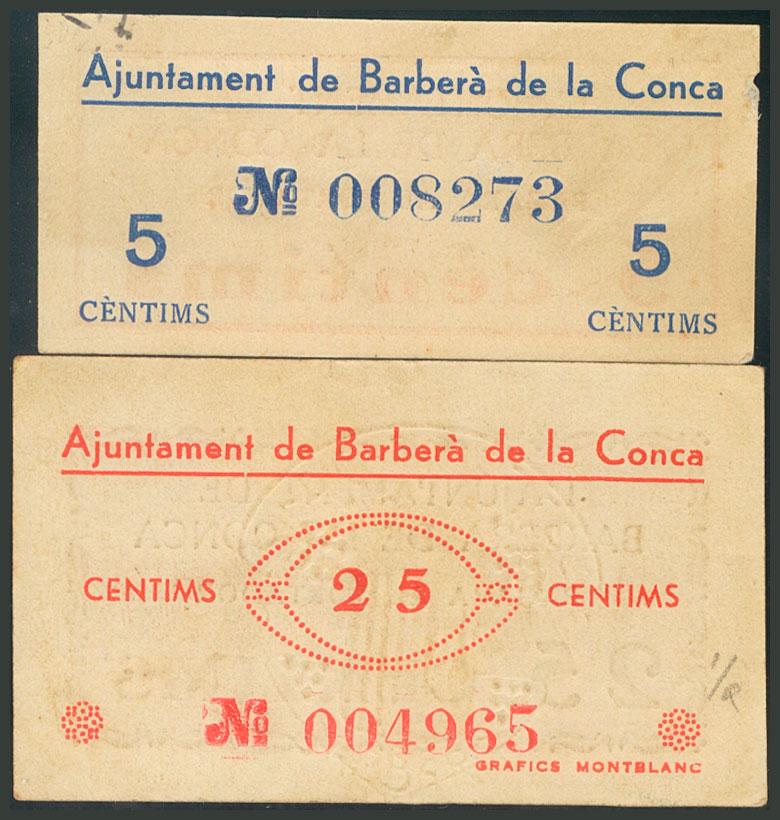 Ajuntament de Barberà de la Conca
Nº 008273
5 5
CÈNTIMS CÈNTIMS
Ajuntament de Barberà de la Conca
CENTIMS 25 CENTIMS
Nº 004965
GRAFICS MONTBLANC